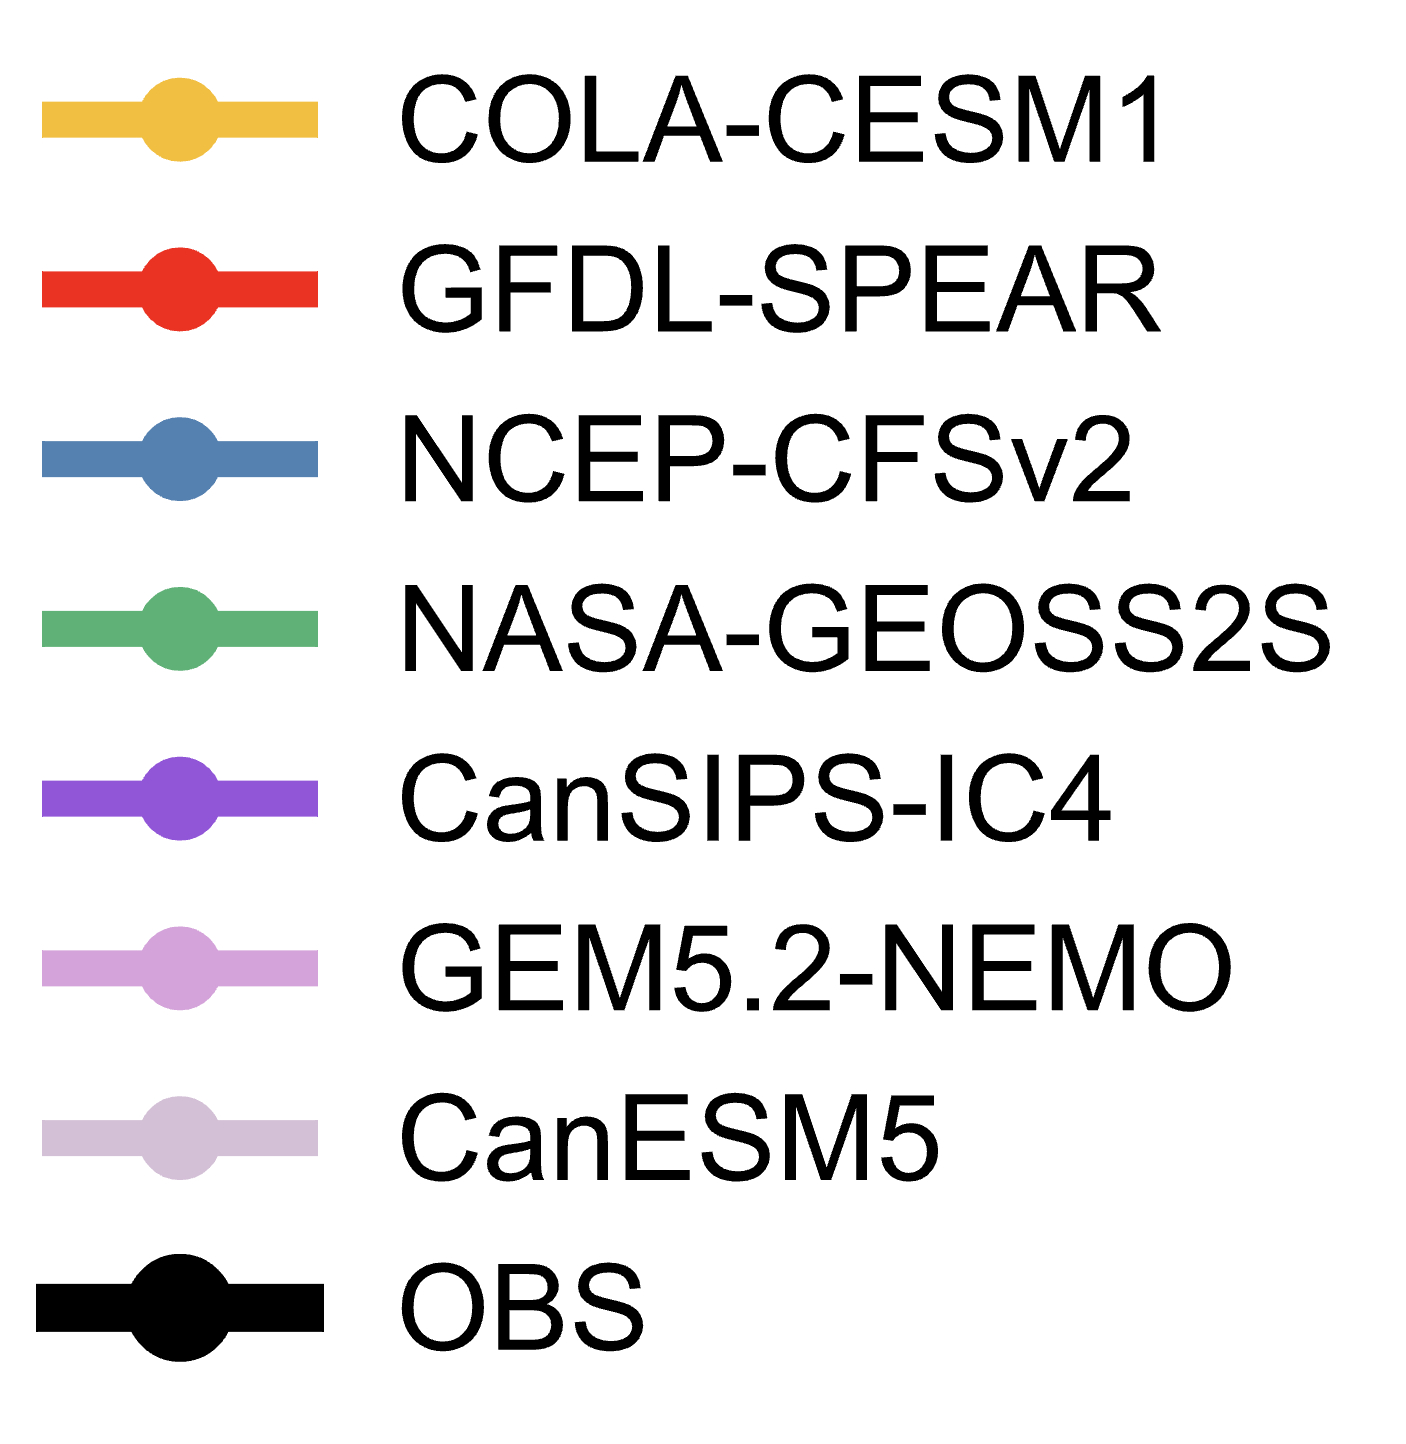 COLA-CESM1
GFDL-SPEAR
NCEP-CFSv2
NASA-GEOSS2S
CanSIPS-IC4
GEM5.2-NEMO
CanESM5
OBS